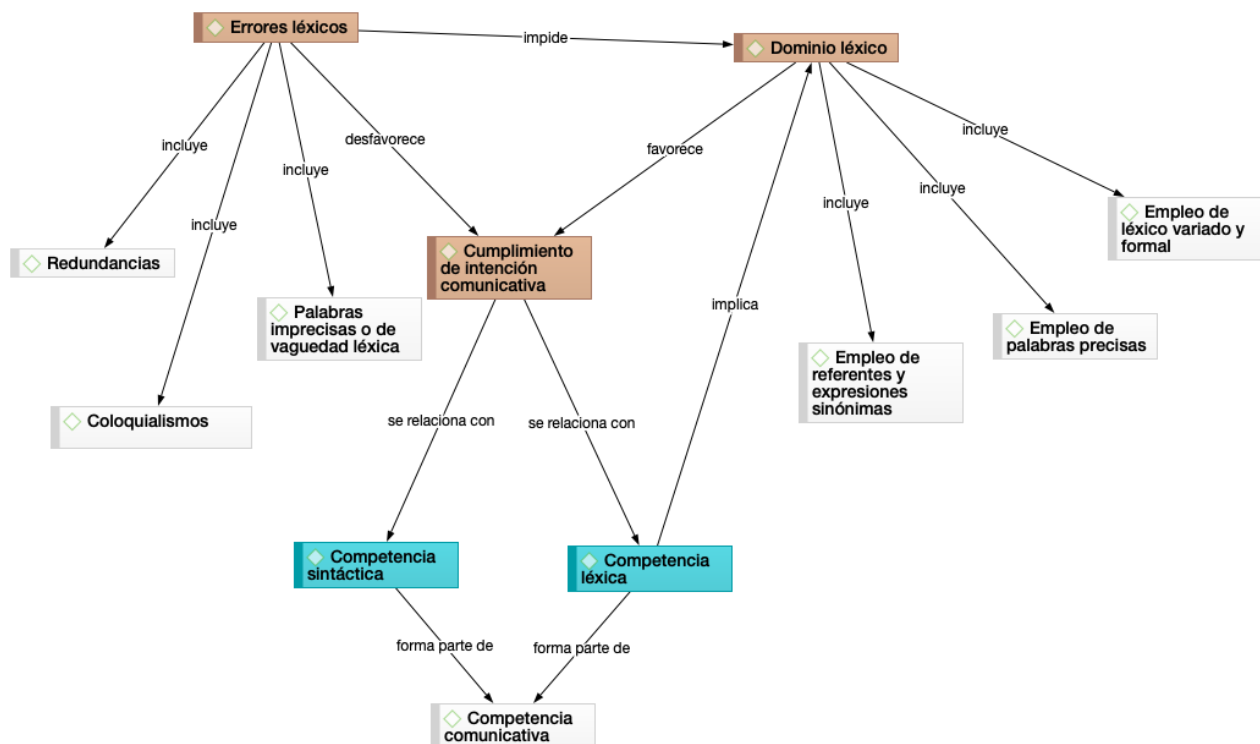 Errores léxicos
impide
Dominio léxico
incluye
desfavorece
favorece
incluye
incluye
incluye
incluye
incluye
Empleo de
léxico variado y
formal
Redundancias
Cumplimiento
de intención
comunicativa
Palabras
imprecisas o de
vaguedad léxica
implica
Empleo de
palabras precisas
Empleo de
referentes y
expresiones
sinónimas
Coloquialismos
se relaciona con
se relaciona con
Competencia
sintáctica
Competencia
léxica
forma parte de
forma parte de
Competencia
comunicativa